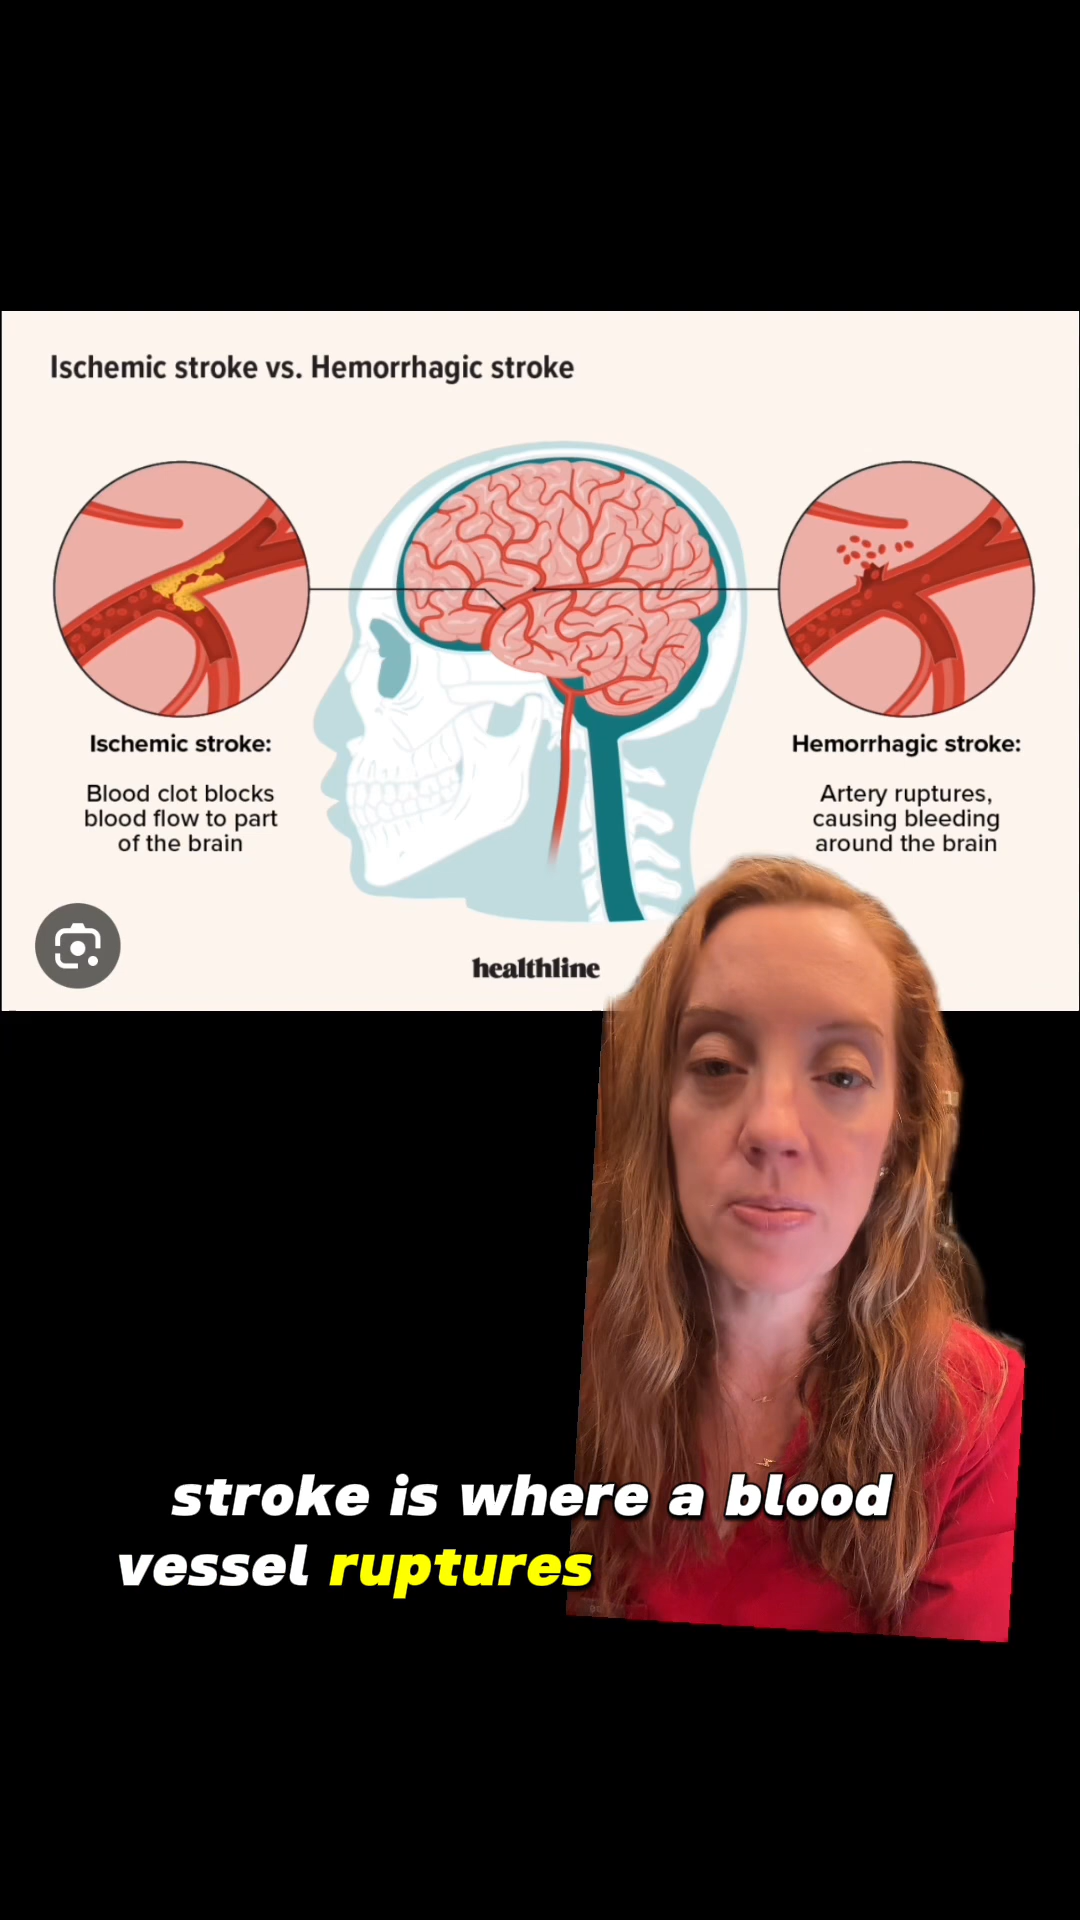 Ischemic stroke vs. Hemorrhagic stroke
Ischemic stroke:
Blood clot blocks
blood flow to part
of the brain
Hemorrhagic stroke:
Artery ruptures,
causing bleeding
around the brain
healthline
stroke is where a blood
vessel ruptures